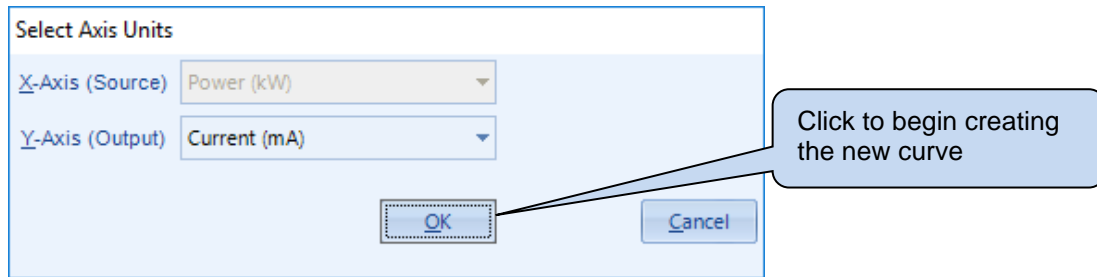 Select Axis Units
X-Axis (Source) Power (kW)
Y-Axis (Output) Current (mA)
Click to begin creating
the new curve
OK Cancel